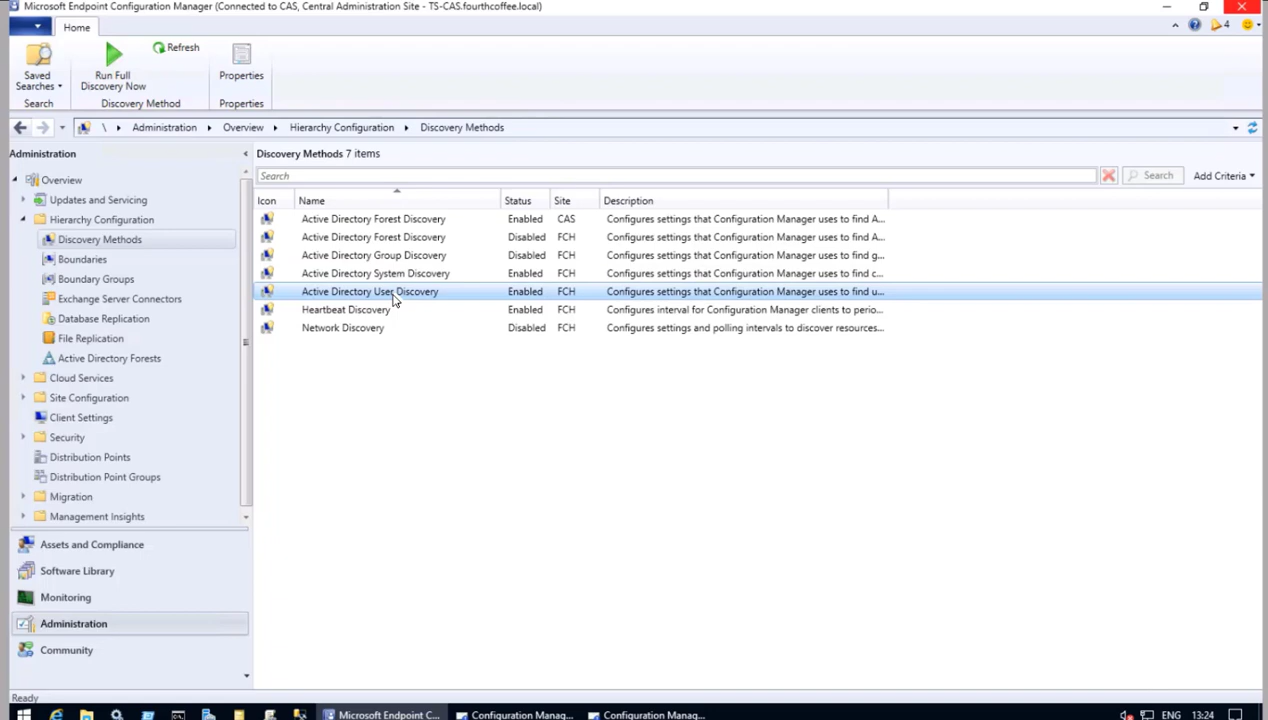 Microsoft Endpoint Configuration Manager (Connected to CAS, Central Administration Site - TS-CAS.fourthcoffee.local)
Home
4
Saved Searches
Run Full Discovery Now
Refresh
Properties
Search
Discovery Method
Properties
\ Administration Overview Hierarchy Configuration Discovery Methods
Administration
Overview
Updates and Servicing
Hierarchy Configuration
Discovery Methods
Boundaries
Boundary Groups
Exchange Server Connectors
Database Replication
File Replication
Active Directory Forests
Cloud Services
Site Configuration
Client Settings
Security
Distribution Points
Distribution Point Groups
Migration
Management Insights
Assets and Compliance
Software Library
Monitoring
Administration
Community
Discovery Methods 7 items
Search Search Add Criteria
Icon Name Status Site Description
Active Directory Forest Discovery Enabled CAS Configures settings that Configuration Manager uses to find A...
Active Directory Forest Discovery Disabled FCH Configures settings that Configuration Manager uses to find A...
Active Directory Group Discovery Disabled FCH Configures settings that Configuration Manager uses to find g...
Active Directory System Discovery Enabled FCH Configures settings that Configuration Manager uses to find c...
Active Directory User Discovery Enabled FCH Configures settings that Configuration Manager uses to find u...
Heartbeat Discovery Enabled FCH Configures interval for Configuration Manager clients to perio...
Network Discovery Disabled FCH Configures settings and polling intervals to discover resources...
Ready
Microsoft Endpoint C... Configuration Manag... Configuration Manag... ENG 13:24